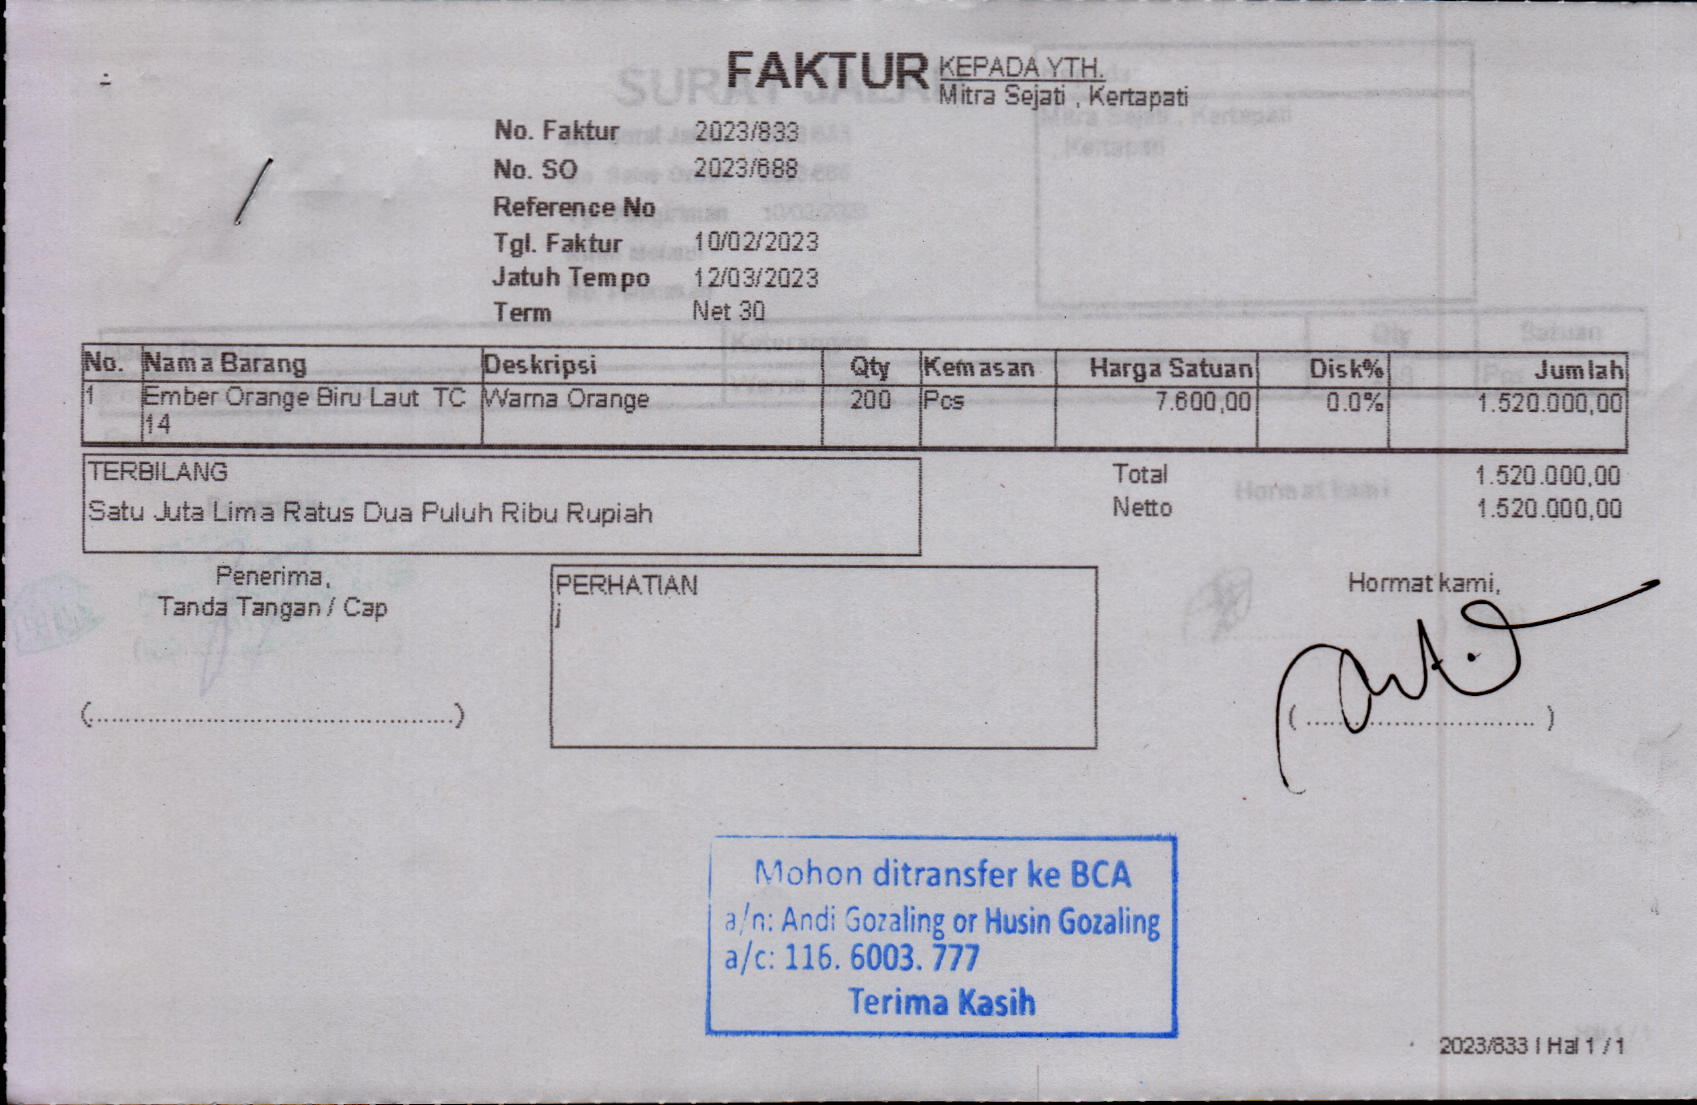 FAKTUR
KEPADA YTH.
Mitra Sejati , Kertapati
No. Faktur 2023/833
No. SO 2023/688
Reference No
Tgl. Faktur 10/02/2023
Jatuh Tempo 12/03/2023
Term Net 30
No. Nama Barang Deskripsi Qty Kemasan Harga Satuan Disk% Jumlah
1 Ember Orange Biru Laut TC Warna Orange 200 Pcs 7.600,00 0.0% 1.520.000,00
14
TERBILANG
Satu Juta Lima Ratus Dua Puluh Ribu Rupiah
Total 1.520.000,00
Netto 1.520.000,00
Penerima,
Tanda Tangan / Cap
(................................................)
PERHATIAN
j
Hormat kami,
( .............................. )
Mohon ditransfer ke BCA
a/n: Andi Gozaling or Husin Gozaling
a/c: 116. 6003. 777
Terima Kasih
2023/833 | Hal 1 / 1